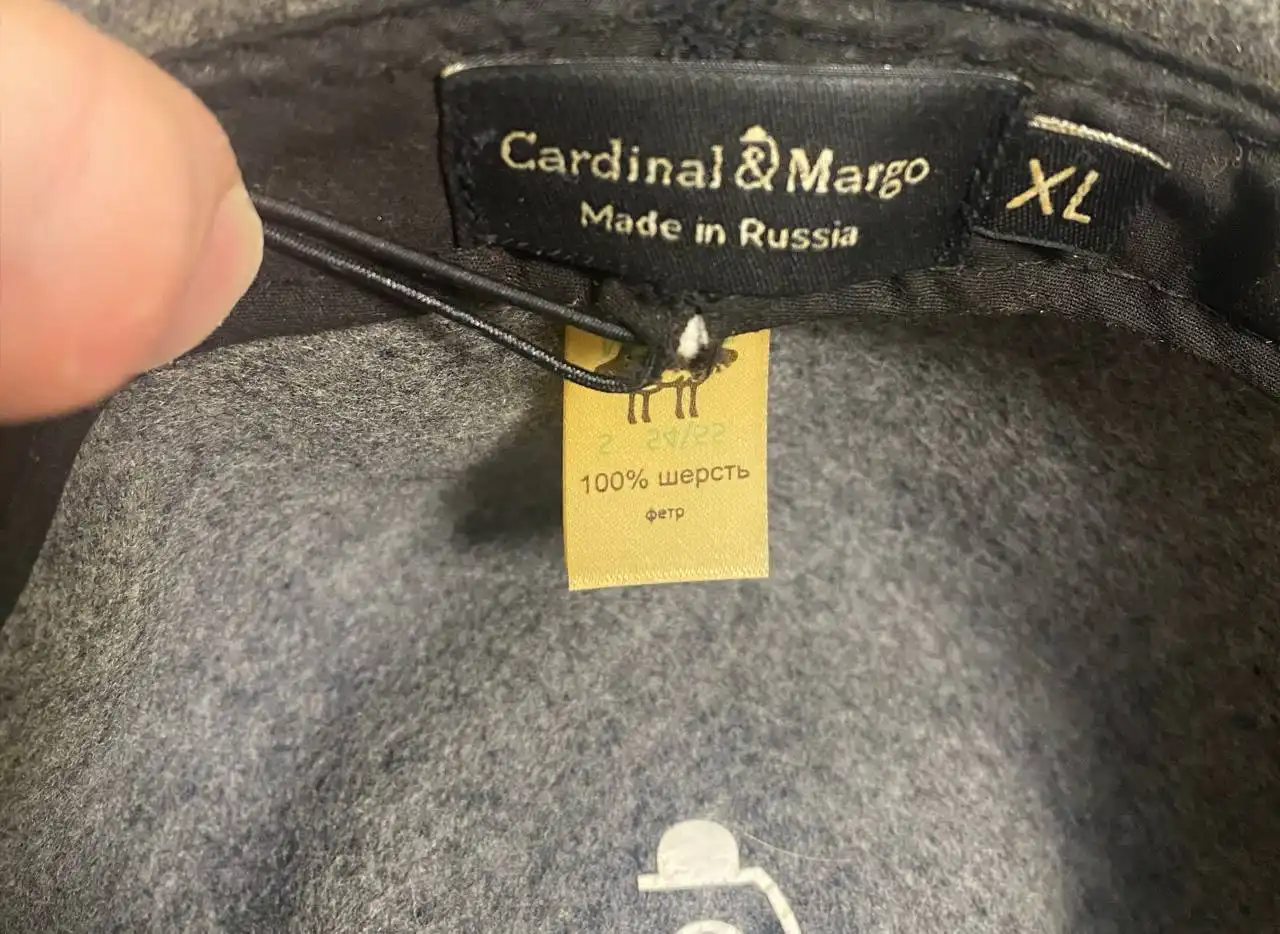 Cardinal & Margo
Made in Russia
XL
100% шерсть
фетр